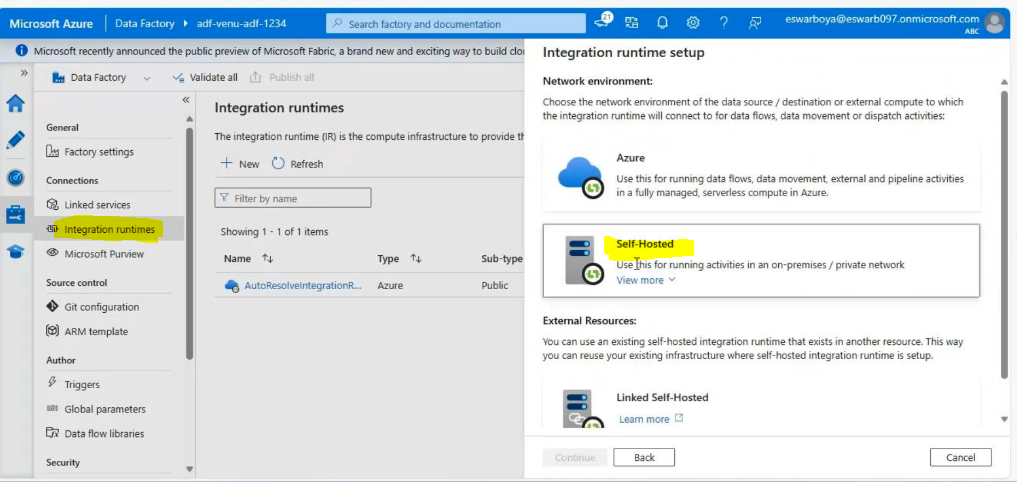 Microsoft Azure Data Factory adf-venu-adf-1234 Search factory and documentation 21 eswarboya@eswarb097.onmicrosoft.com
ABC
Microsoft recently announced the public preview of Microsoft Fabric, a brand new and exciting way to build clo
Data Factory Validate all Publish all
General
Factory settings
Connections
Linked services
Integration runtimes
Microsoft Purview
Source control
Git configuration
ARM template
Author
Triggers
Global parameters
Data flow libraries
Security
Integration runtimes
The integration runtime (IR) is the compute infrastructure to provide th
New Refresh
Filter by name
Showing 1 - 1 of 1 items
Name Type Sub-type
AutoResolveIntegrationR... Azure Public
Integration runtime setup
Network environment:
Choose the network environment of the data source / destination or external compute to which
the integration runtime will connect to for data flows, data movement or dispatch activities:
Azure
Use this for running data flows, data movement, external and pipeline activities
in a fully managed, serverless compute in Azure.
Self-Hosted
Use this for running activities in an on-premises / private network
View more
External Resources:
You can use an existing self-hosted integration runtime that exists in another resource. This way
you can reuse your existing infrastructure where self-hosted integration runtime is setup.
Linked Self-Hosted
Learn more
Continue Back Cancel